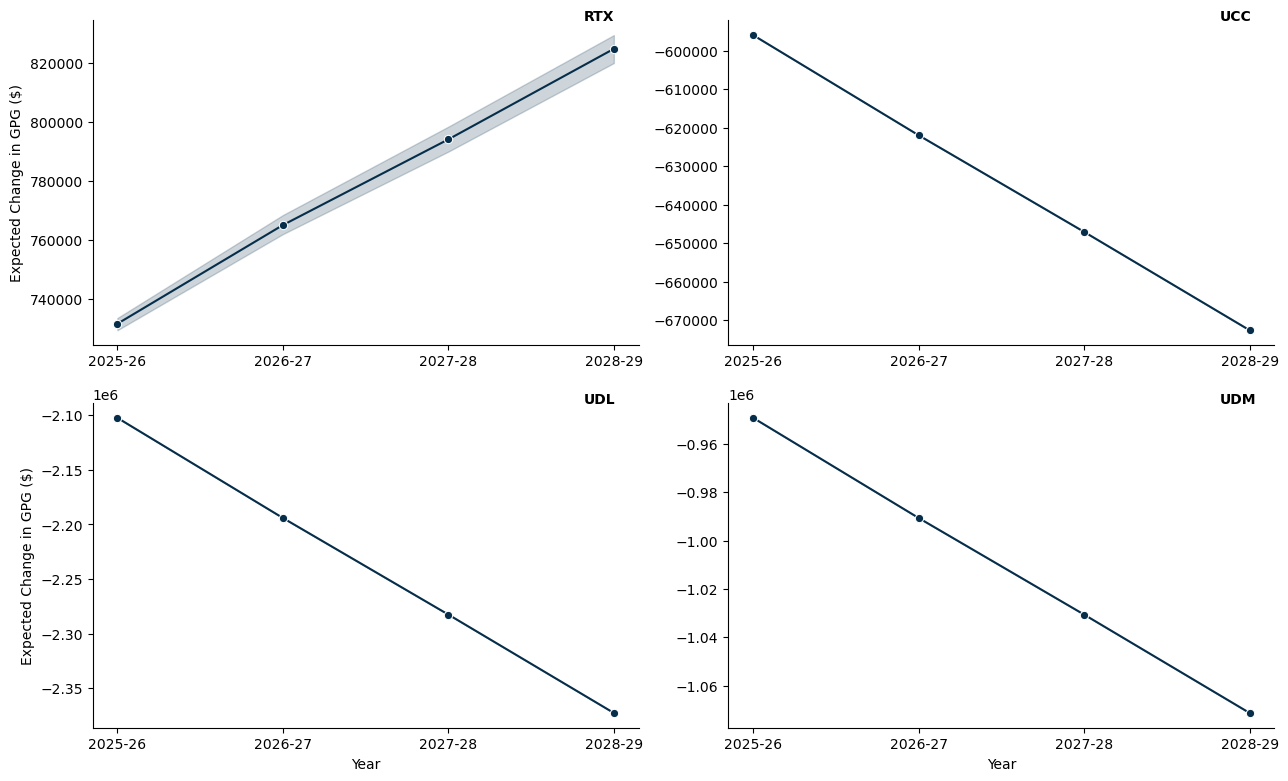 RTX
Expected Change in GPG ($)
820000
800000
780000
760000
740000
2025-26 2026-27 2027-28 2028-29
UCC
−600000
−610000
−620000
−630000
−640000
−650000
−660000
−670000
2025-26 2026-27 2027-28 2028-29
1e6
UDL
Expected Change in GPG ($)
−2.10
−2.15
−2.20
−2.25
−2.30
−2.35
2025-26 2026-27 2027-28 2028-29
Year
1e6
UDM
−0.96
−0.98
−1.00
−1.02
−1.04
−1.06
2025-26 2026-27 2027-28 2028-29
Year